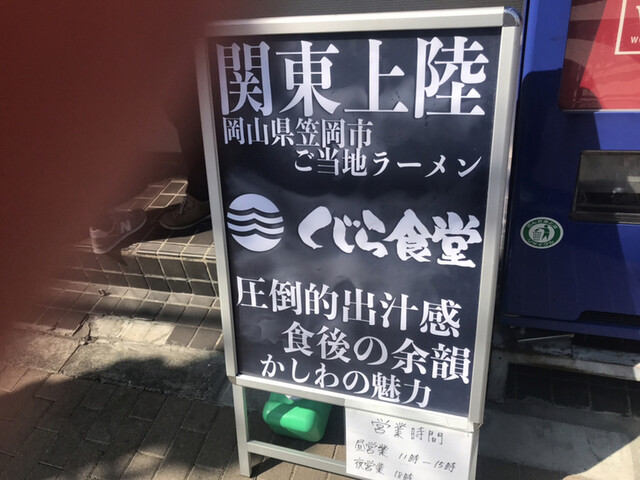 関東上陸
岡山県笠岡市
ご当地ラーメン
くじら食堂
圧倒的出汁感
食後の余韻
かしわの魅力
営業時間
昼営業 11時-15時
夜営業 18時